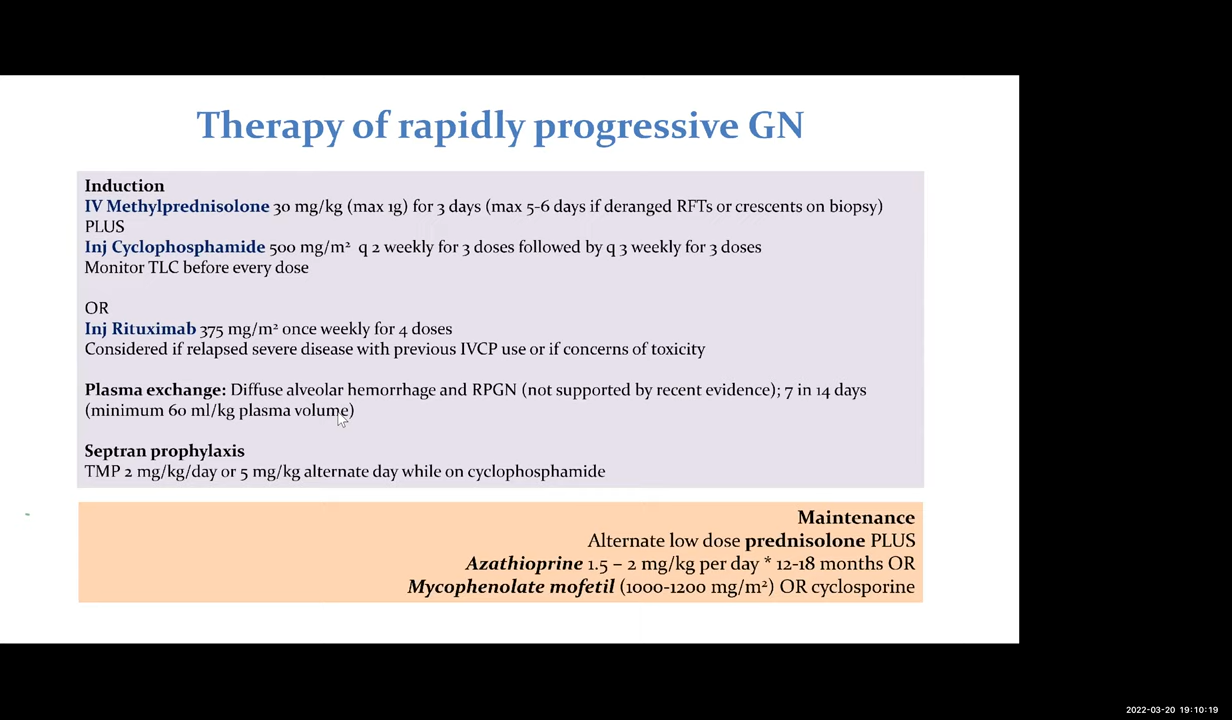 Therapy of rapidly progressive GN
Induction
IV Methylprednisolone 30 mg/kg (max 1g) for 3 days (max 5-6 days if deranged RFTs or crescents on biopsy)
PLUS
Inj Cyclophosphamide 500 mg/m² q 2 weekly for 3 doses followed by q 3 weekly for 3 doses
Monitor TLC before every dose
OR
Inj Rituximab 375 mg/m² once weekly for 4 doses
Considered if relapsed severe disease with previous IVCP use or if concerns of toxicity
Plasma exchange: Diffuse alveolar hemorrhage and RPGN (not supported by recent evidence); 7 in 14 days
(minimum 60 ml/kg plasma volume)
Septran prophylaxis
TMP 2 mg/kg/day or 5 mg/kg alternate day while on cyclophosphamide
Maintenance
Alternate low dose prednisolone PLUS
Azathioprine 1.5 – 2 mg/kg per day * 12-18 months OR
Mycophenolate mofetil (1000-1200 mg/m²) OR cyclosporine
2022-03-20 19:10:19